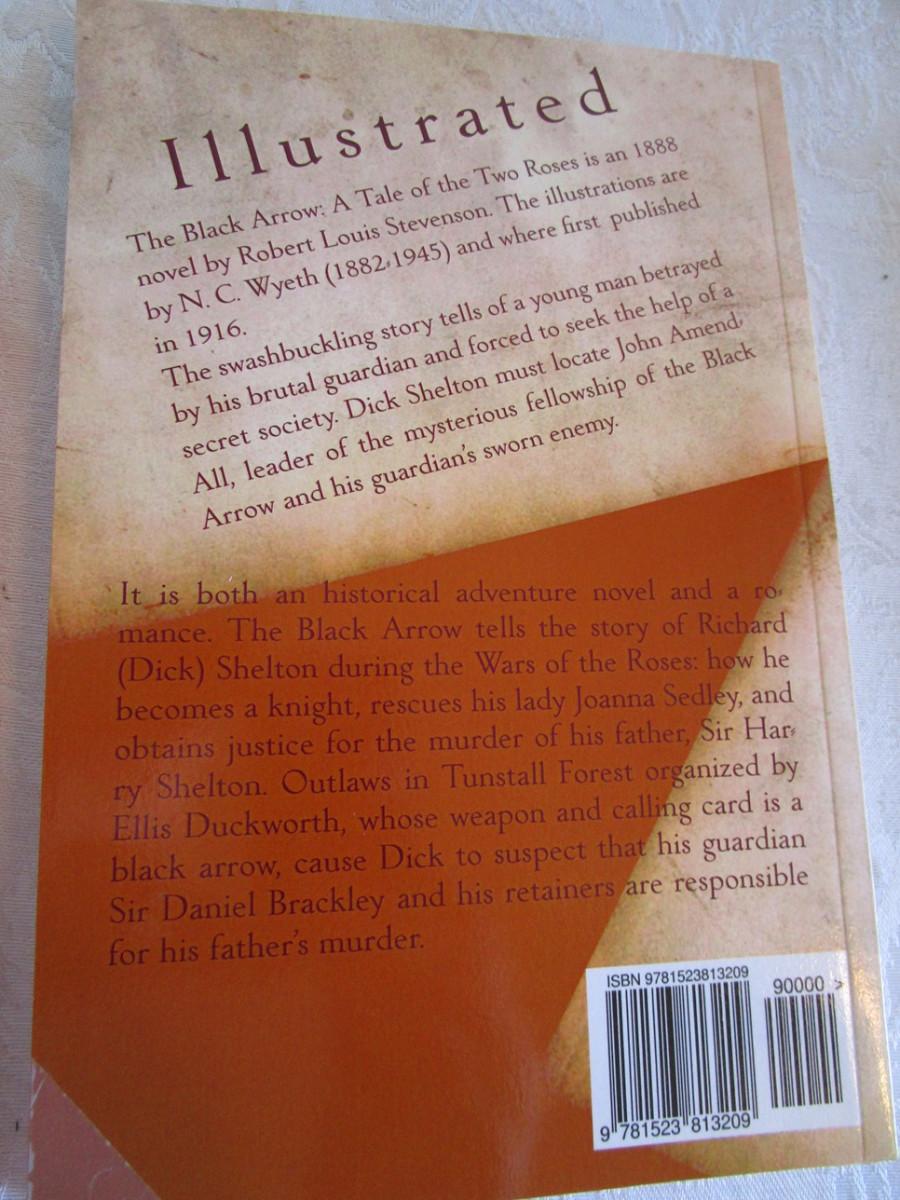 Illustrated
The Black Arrow: A Tale of the Two Roses is an 1888
novel by Robert Louis Stevenson. The illustrations are
by N. C. Wyeth (1882-1945) and where first published
in 1916.
The swashbuckling story tells of a young man betrayed
by his brutal guardian and forced to seek the help of a
secret society. Dick Shelton must locate John Amend-
All, leader of the mysterious fellowship of the Black
Arrow and his guardian's sworn enemy.
It is both an historical adventure novel and a ro-
mance. The Black Arrow tells the story of Richard
(Dick) Shelton during the Wars of the Roses: how he
becomes a knight, rescues his lady Joanna Sedley, and
obtains justice for the murder of his father, Sir Har-
ry Shelton. Outlaws in Tunstall Forest organized by
Ellis Duckworth, whose weapon and calling card is a
black arrow, cause Dick to suspect that his guardian
Sir Daniel Brackley and his retainers are responsible
for his father's murder.
ISBN 9781523813209
90000 >
9 781523 813209